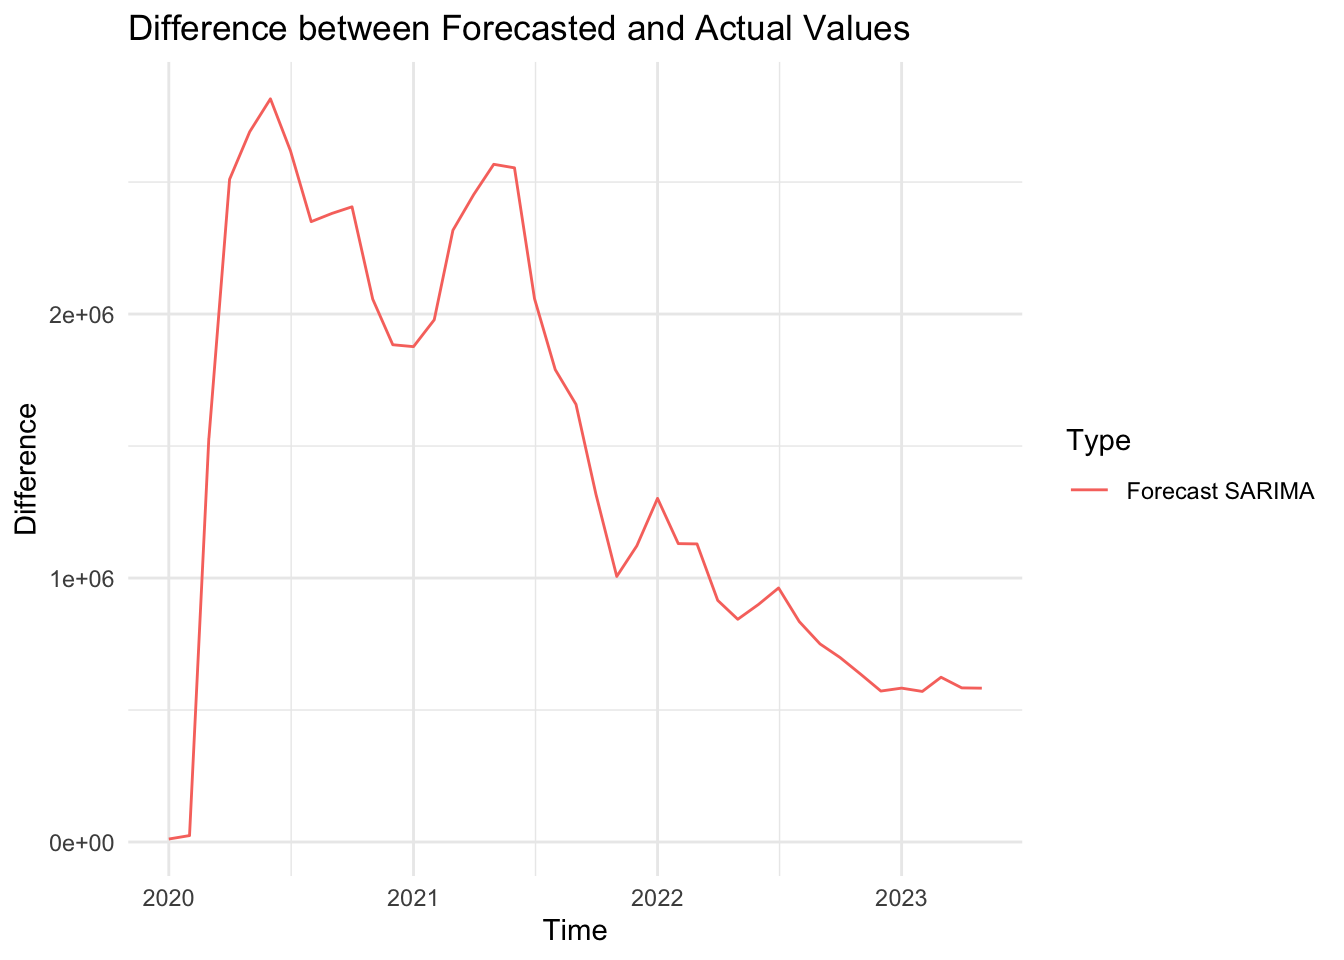 Difference between Forecasted and Actual Values
Difference
2e+06
1e+06
0e+00
2020
2021
2022
2023
Time
Type
Forecast SARIMA